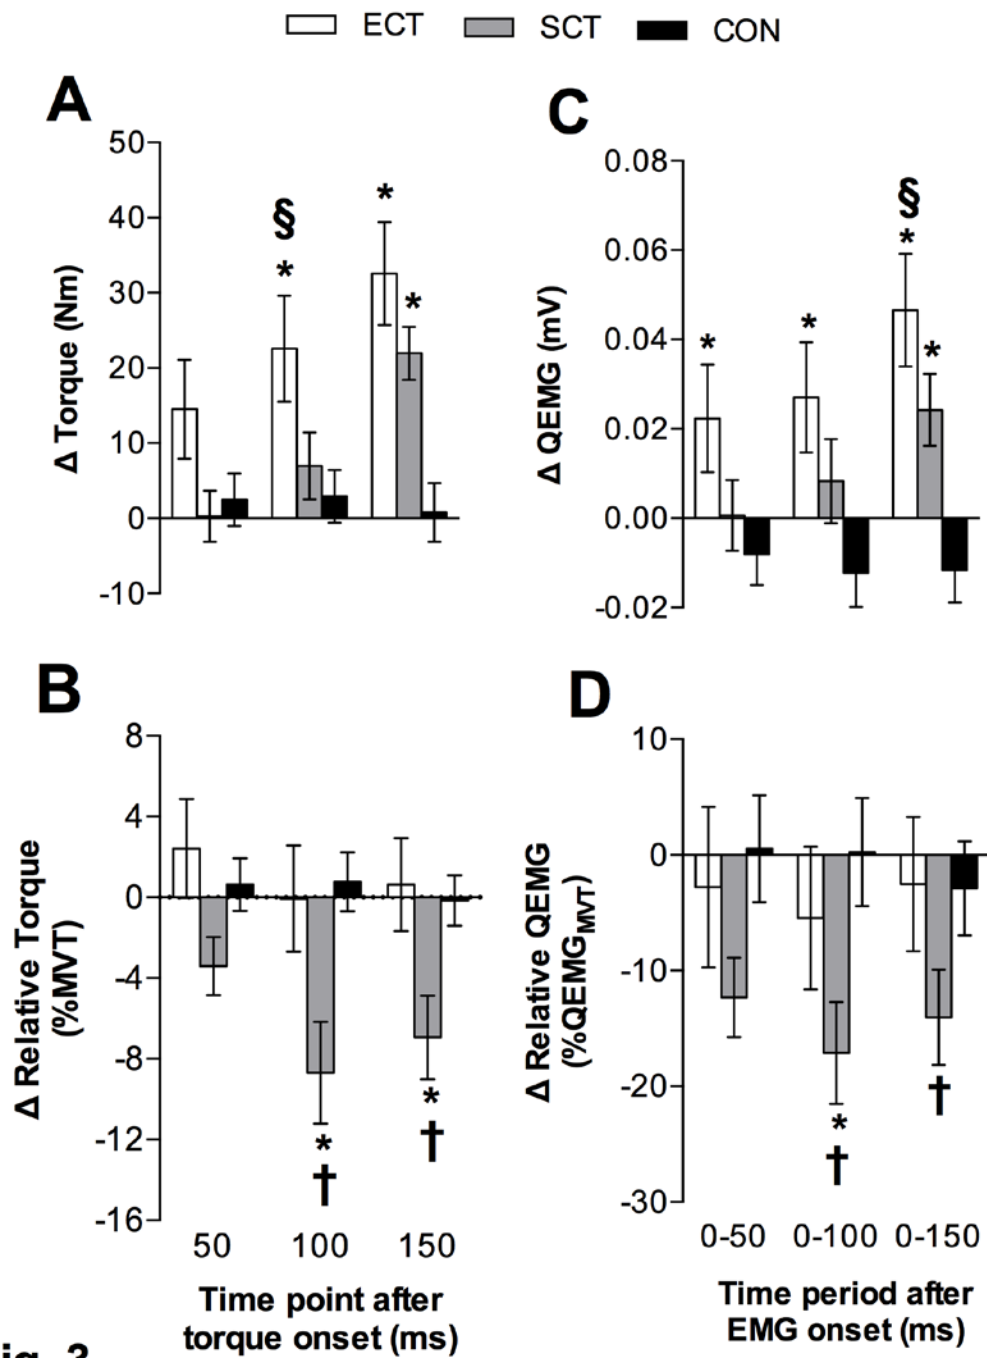 ECT SCT CON
A
50
40
30
20
10
0
-10
Δ Torque (Nm)
§
*
*
*
C
0.08
0.06
0.04
0.02
0.00
-0.02
Δ QEMG (mV)
*
*
§
*
*
B
8
4
0
-4
-8
-12
-16
Δ Relative Torque
(%MVT)
*
†
*
†
50 100 150
Time point after
torque onset (ms)
D
10
0
-10
-20
-30
Δ Relative QEMG
(%QEMG_MVT)
*
†
†
0-50 0-100 0-150
Time period after
EMG onset (ms)